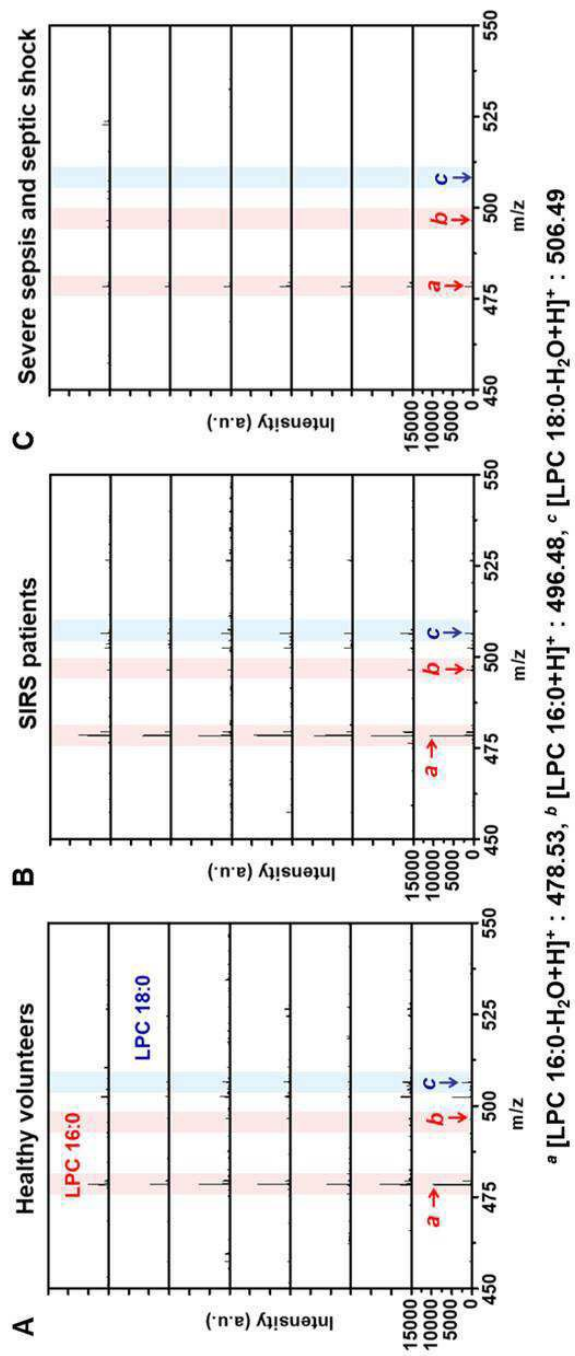 A
Healthy volunteers
LPC 16:0
LPC 18:0
Intensity (a.u.)
15000
10000
5000
0
a
b
c
450
475
500
525
550
m/z
B
SIRS patients
Intensity (a.u.)
15000
10000
5000
0
a
b
c
450
475
500
525
550
m/z
C
Severe sepsis and septic shock
Intensity (a.u.)
15000
10000
5000
0
a
b
c
450
475
500
525
550
m/z
ᵃ [LPC 16:0-H₂O+H]⁺ : 478.53, ᵇ [LPC 16:0+H]⁺ : 496.48, ᶜ [LPC 18:0-H₂O+H]⁺ : 506.49